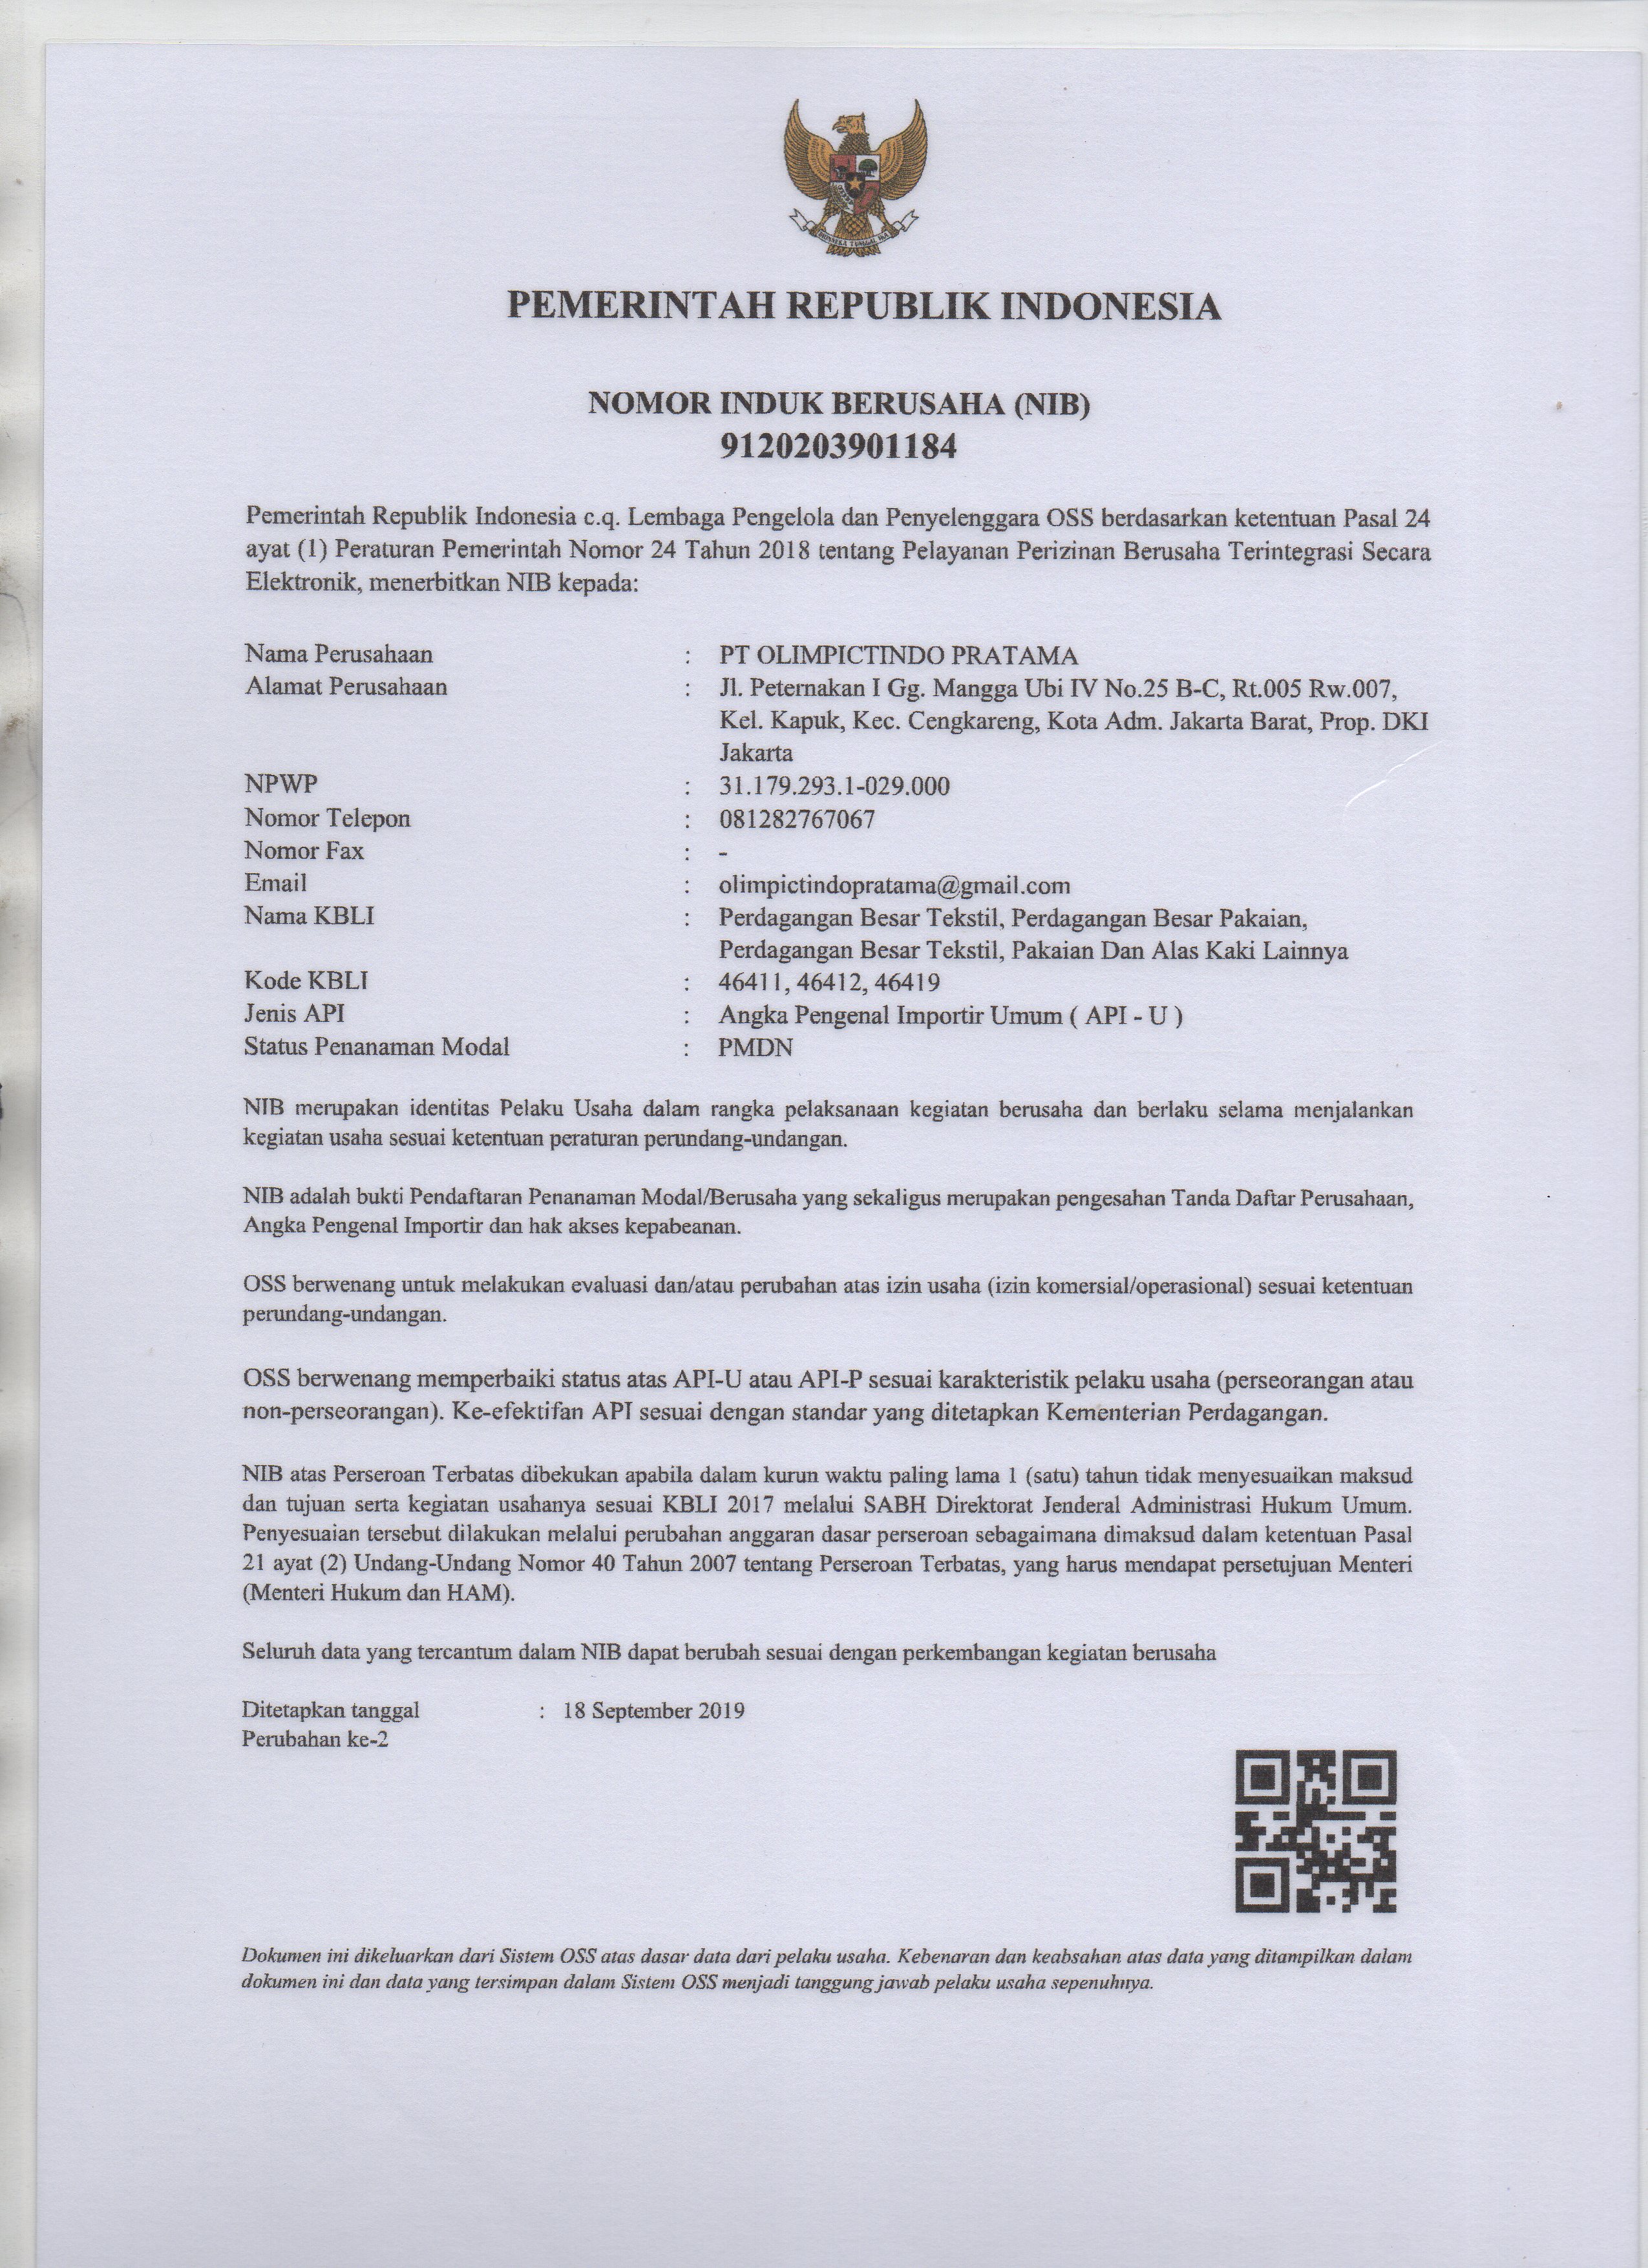 PEMERINTAH REPUBLIK INDONESIA
NOMOR INDUK BERUSAHA (NIB)
9120203901184
Pemerintah Republik Indonesia c.q. Lembaga Pengelola dan Penyelenggara OSS berdasarkan ketentuan Pasal 24
ayat (1) Peraturan Pemerintah Nomor 24 Tahun 2018 tentang Pelayanan Perizinan Berusaha Terintegrasi Secara
Elektronik, menerbitkan NIB kepada:
Nama Perusahaan : PT OLIMPICTINDO PRATAMA
Alamat Perusahaan : Jl. Peternakan I Gg. Mangga Ubi IV No.25 B-C, Rt.005 Rw.007,
Kel. Kapuk, Kec. Cengkareng, Kota Adm. Jakarta Barat, Prop. DKI
Jakarta
NPWP : 31.179.293.1-029.000
Nomor Telepon : 081282767067
Nomor Fax : -
Email : olimpictindopratama@gmail.com
Nama KBLI : Perdagangan Besar Tekstil, Perdagangan Besar Pakaian,
Perdagangan Besar Tekstil, Pakaian Dan Alas Kaki Lainnya
Kode KBLI : 46411, 46412, 46419
Jenis API : Angka Pengenal Importir Umum ( API - U )
Status Penanaman Modal : PMDN
NIB merupakan identitas Pelaku Usaha dalam rangka pelaksanaan kegiatan berusaha dan berlaku selama menjalankan
kegiatan usaha sesuai ketentuan peraturan perundang-undangan.
NIB adalah bukti Pendaftaran Penanaman Modal/Berusaha yang sekaligus merupakan pengesahan Tanda Daftar Perusahaan,
Angka Pengenal Importir dan hak akses kepabeanan.
OSS berwenang untuk melakukan evaluasi dan/atau perubahan atas izin usaha (izin komersial/operasional) sesuai ketentuan
perundang-undangan.
OSS berwenang memperbaiki status atas API-U atau API-P sesuai karakteristik pelaku usaha (perseorangan atau
non-perseorangan). Ke-efektifan API sesuai dengan standar yang ditetapkan Kementerian Perdagangan.
NIB atas Perseroan Terbatas dibekukan apabila dalam kurun waktu paling lama 1 (satu) tahun tidak menyesuaikan maksud
dan tujuan serta kegiatan usahanya sesuai KBLI 2017 melalui SABH Direktorat Jenderal Administrasi Hukum Umum.
Penyesuaian tersebut dilakukan melalui perubahan anggaran dasar perseroan sebagaimana dimaksud dalam ketentuan Pasal
21 ayat (2) Undang-Undang Nomor 40 Tahun 2007 tentang Perseroan Terbatas, yang harus mendapat persetujuan Menteri
(Menteri Hukum dan HAM).
Seluruh data yang tercantum dalam NIB dapat berubah sesuai dengan perkembangan kegiatan berusaha
Ditetapkan tanggal : 18 September 2019
Perubahan ke-2
Dokumen ini dikeluarkan dari Sistem OSS atas dasar data dari pelaku usaha. Kebenaran dan keabsahan atas data yang ditampilkan dalam
dokumen ini dan data yang tersimpan dalam Sistem OSS menjadi tanggung jawab pelaku usaha sepenuhnya.